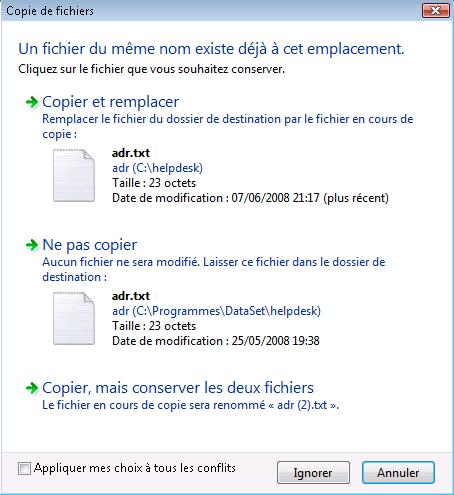 Copie de fichiers
Un fichier du même nom existe déjà à cet emplacement.
Cliquez sur le fichier que vous souhaitez conserver.
Copier et remplacer
Remplacer le fichier du dossier de destination par le fichier en cours de
copie :
adr.txt
adr (C:\helpdesk)
Taille : 23 octets
Date de modification : 07/06/2008 21:17 (plus récent)
Ne pas copier
Aucun fichier ne sera modifié. Laisser ce fichier dans le dossier de
destination :
adr.txt
adr (C:\Programmes\DataSet\helpdesk)
Taille : 23 octets
Date de modification : 25/05/2008 19:38
Copier, mais conserver les deux fichiers
Le fichier en cours de copie sera renommé « adr (2).txt ».
Appliquer mes choix à tous les conflits
Ignorer
Annuler